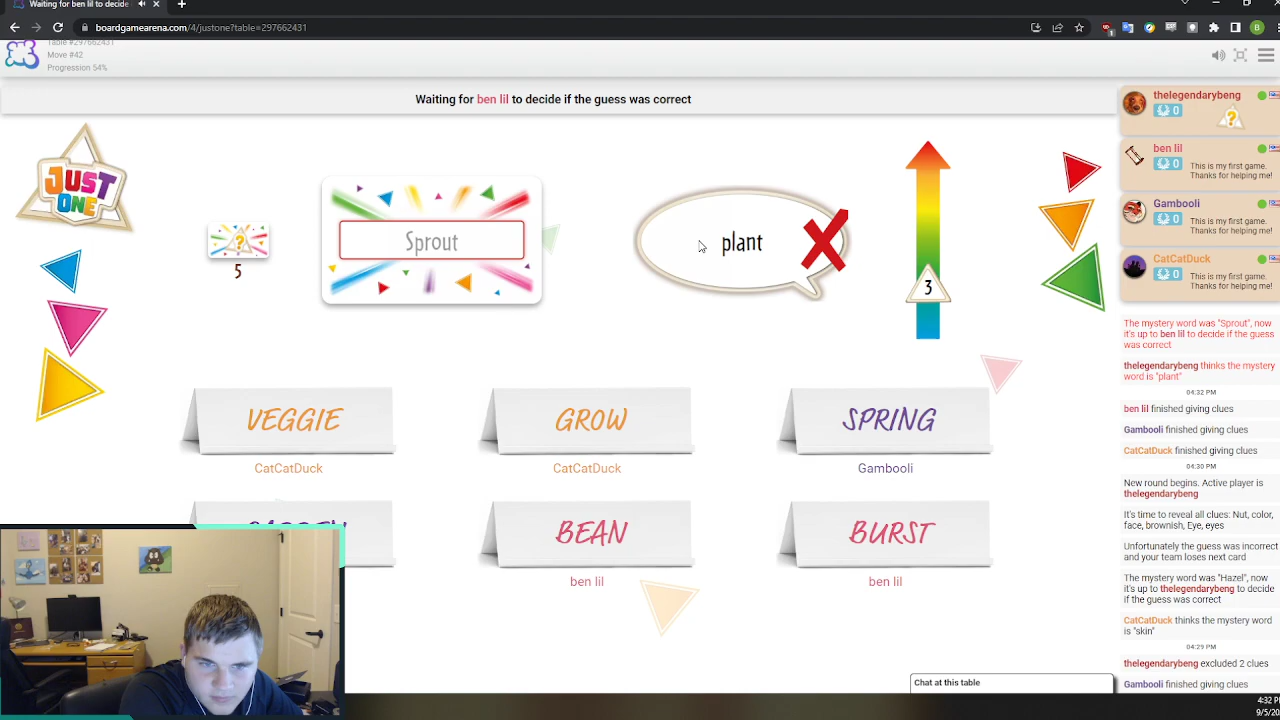 Waiting for ben lil to decide
boardgamearena.com/4/justone?table=297662431
Table #297662431
Move #42
Progression 54%
Waiting for ben lil to decide if the guess was correct
JUST
ONE
?
5
Sprout
plant
3
VEGGIE
CatCatDuck
GROW
CatCatDuck
SPRING
Gambooli
BEAN
ben lil
BURST
ben lil
thelegendarybeng
0
?
ben lil
0
This is my first game.
Thanks for helping me!
Gambooli
0
This is my first game.
Thanks for helping me!
CatCatDuck
0
This is my first game.
Thanks for helping me!
The mystery word was "Sprout", now
it's up to ben lil to decide if the guess
was correct
thelegendarybeng thinks the mystery
word is "plant"
04:32 PM
ben lil finished giving clues
Gambooli finished giving clues
CatCatDuck finished giving clues
04:30 PM
New round begins. Active player is
thelegendarybeng
It's time to reveal all clues: Nut, color,
face, brownish, Eye, eyes
Unfortunately the guess was incorrect
and your team loses next card
The mystery word was "Hazel", now
it's up to thelegendarybeng to decide
if the guess was correct
CatCatDuck thinks the mystery word
is "skin"
04:29 PM
thelegendarybeng excluded 2 clues
Gambooli finished giving clues
Chat at this table
4:32 P
9/5/20